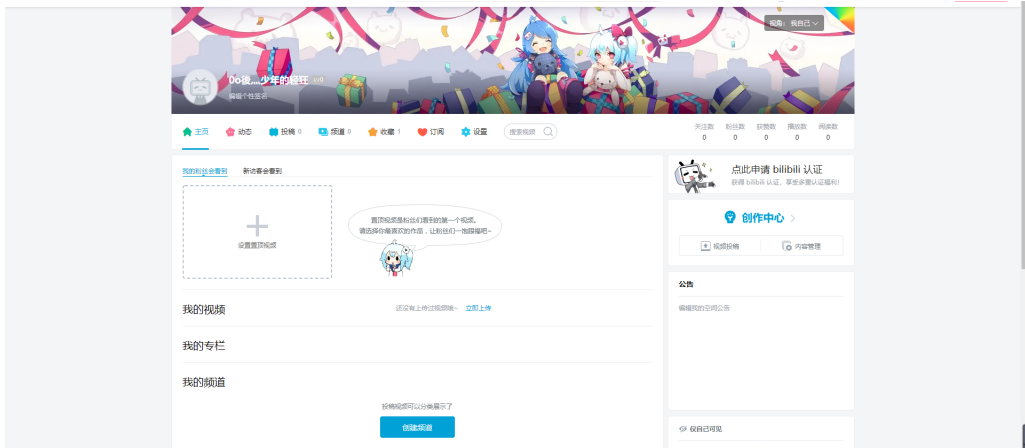 视角：我自己
0o後灬少年的轻狂
编辑个性签名
主页 动态 投稿 0 频道 0 收藏 1 订阅 设置 搜索视频
关注数 粉丝数 获赞数 播放数 阅读数
0 0 0 0 0
我的粉丝会看到 新访客会看到
设置置顶视频
置顶视频是粉丝们看到的第一个视频。
请选择你最喜欢的作品，让粉丝们一饱眼福吧~
我的视频 还没有上传过视频哦~ 立即上传
我的专栏
我的频道
投稿视频可以分类展示了
创建频道
点此申请 bilibili 认证
获得 bilibili 认证，享受多重认证福利！
创作中心
视频投稿 内容管理
公告
编辑我的空间公告
仅自己可见